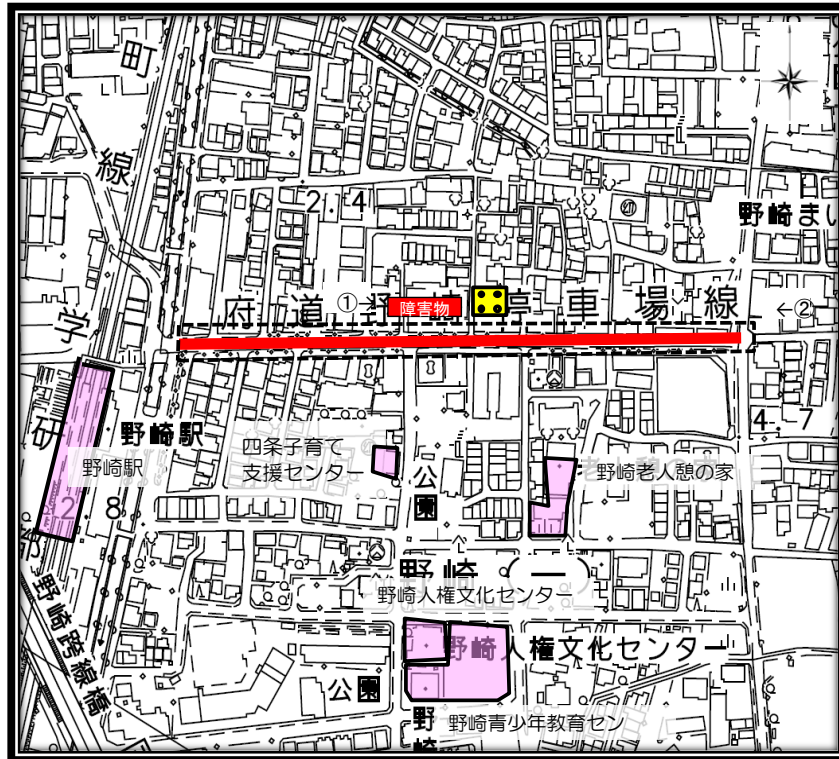 町
線
学
研
2.4
野崎まい
府道野
停車場線
①
障害物
←②
野崎駅
野崎駅
2.8
四条子育て
支援センター
公園
4.7
野崎老人憩の家
野崎(一)
野崎人権文化センター
野崎人権文化センター
野崎跨線橋
公園
野崎
野崎青少年教育セン